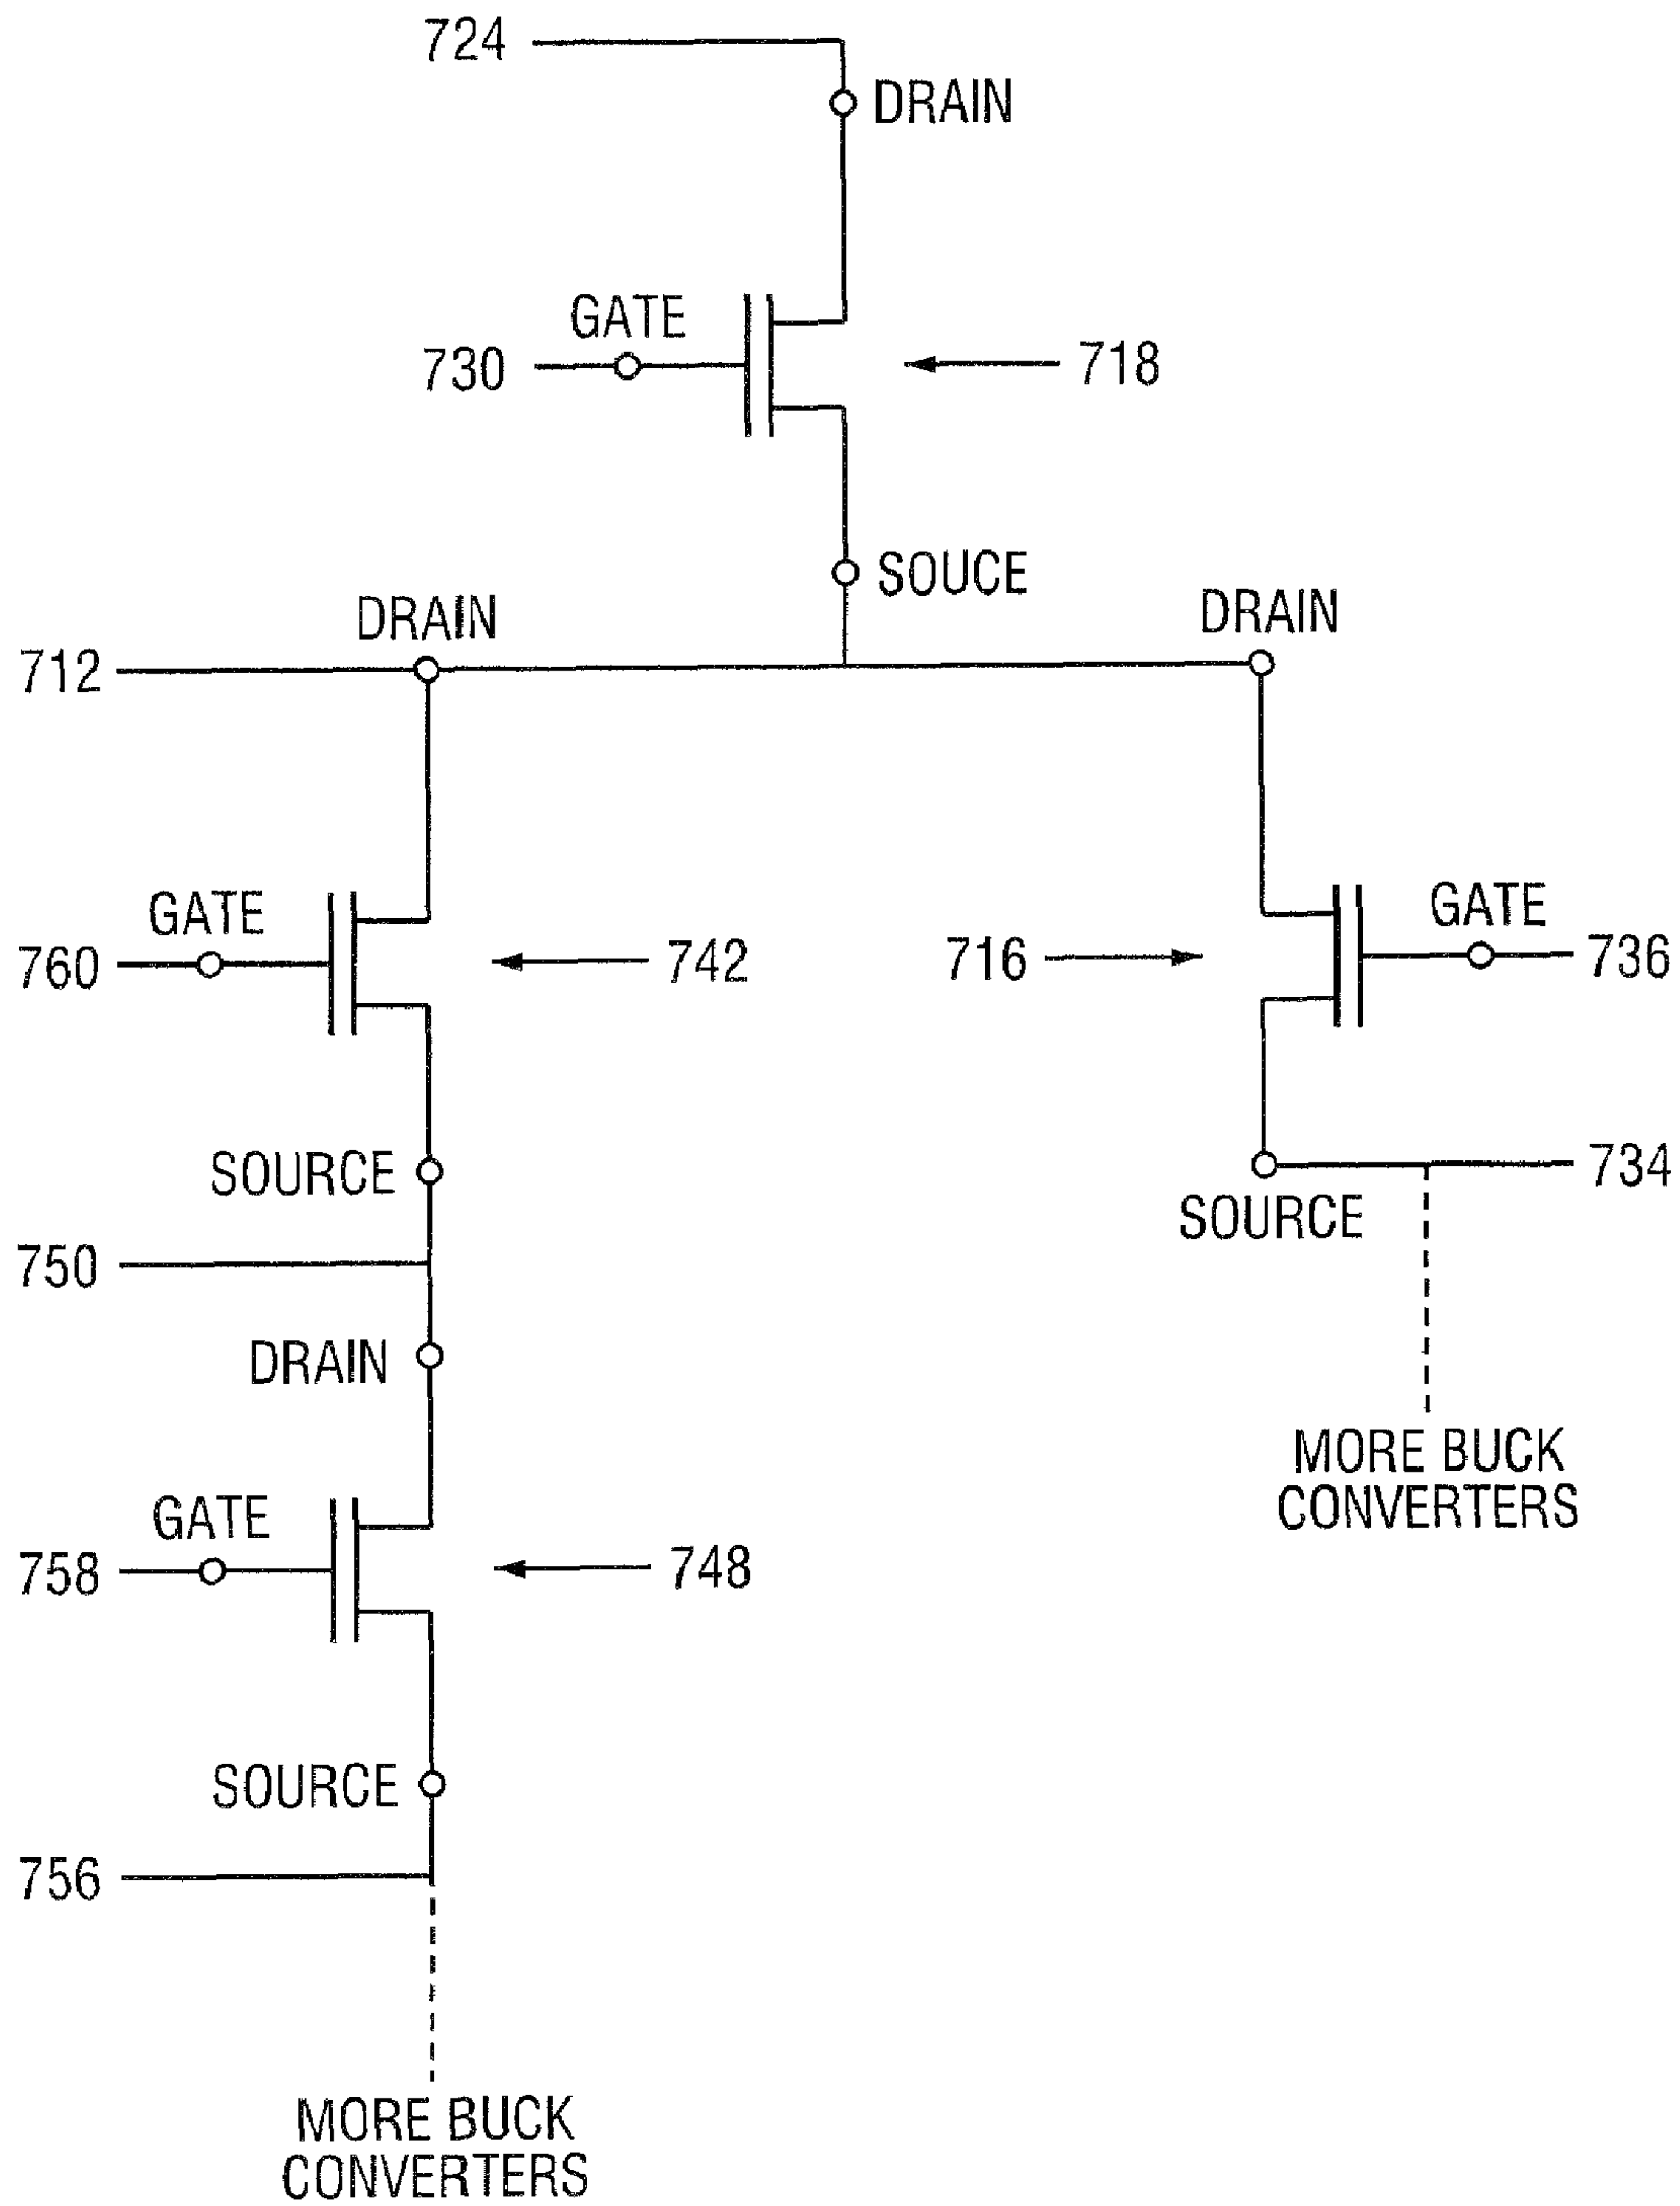 724
DRAIN
GATE
730
718
SOUCE
DRAIN
DRAIN
712
GATE
760
742
716
GATE
736
SOURCE
734
SOURCE
750
DRAIN
MORE BUCK
CONVERTERS
GATE
758
748
SOURCE
756
MORE BUCK
CONVERTERS